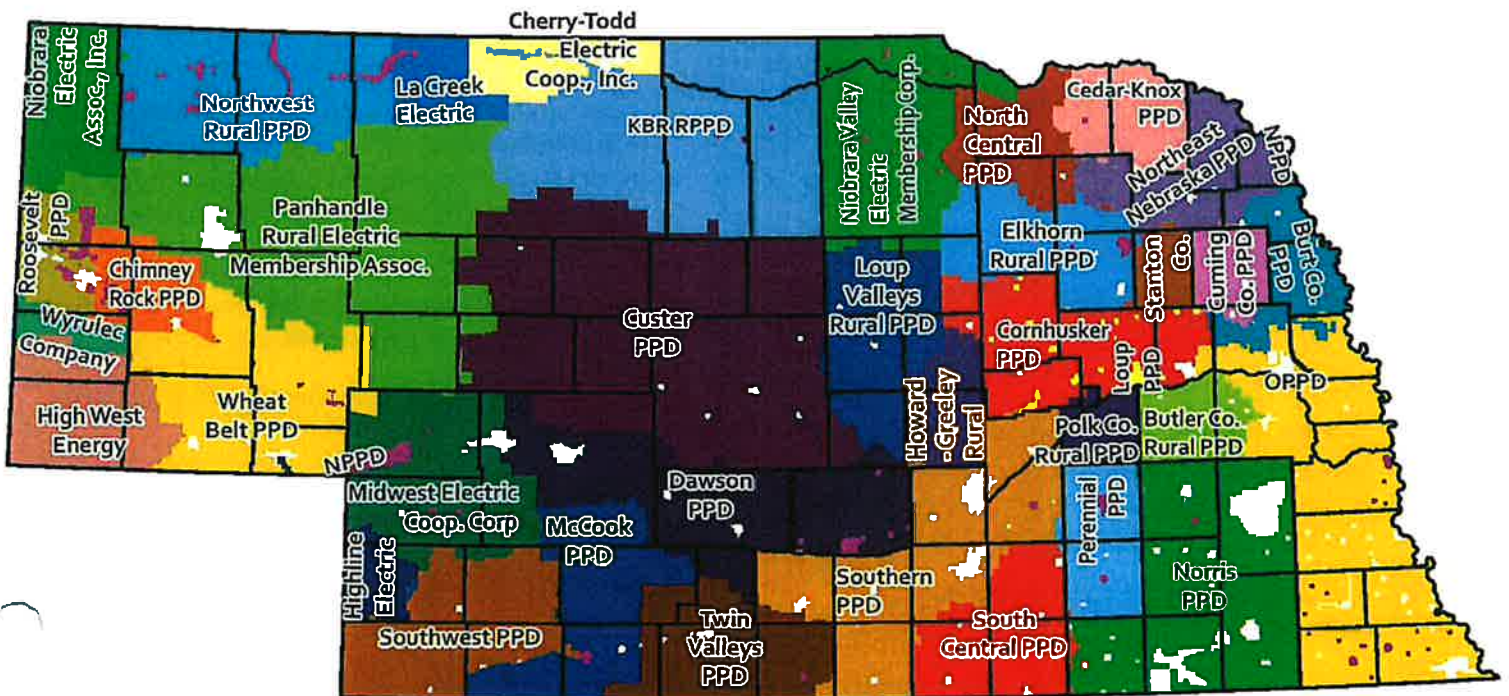 Cherry-Todd
Electric
Coop., Inc.
Niobrara
Electric
Assoc., Inc.
Northwest
Rural PPD
La Creek
Electric
KBR RPPD
Niobrara Valley
Electric
Membership Corp.
North
Central
PPD
Cedar-Knox
PPD
Northeast
Nebraska PPD
NPPD
Roosevelt
PPD
Panhandle
Rural Electric
Membership Assoc.
Chimney
Rock PPD
Wyrulec
Company
High West
Energy
Wheat
Belt PPD
Custer
PPD
Loup
Valleys
Rural PPD
Elkhorn
Rural PPD
Stanton
Co.
Cuming
Co. PPD
Burt Co.
PPD
Cornhusker
PPD
Loup
PPD
Howard
-Greeley
Rural
Polk Co.
Rural PPD
Butler Co.
Rural PPD
OPPD
NPPD
Midwest Electric
Coop. Corp
Dawson
PPD
McCook
PPD
Highline
Electric
Southwest PPD
Twin
Valleys
PPD
Southern
PPD
South
Central PPD
Perennial
PPD
Norris
PPD